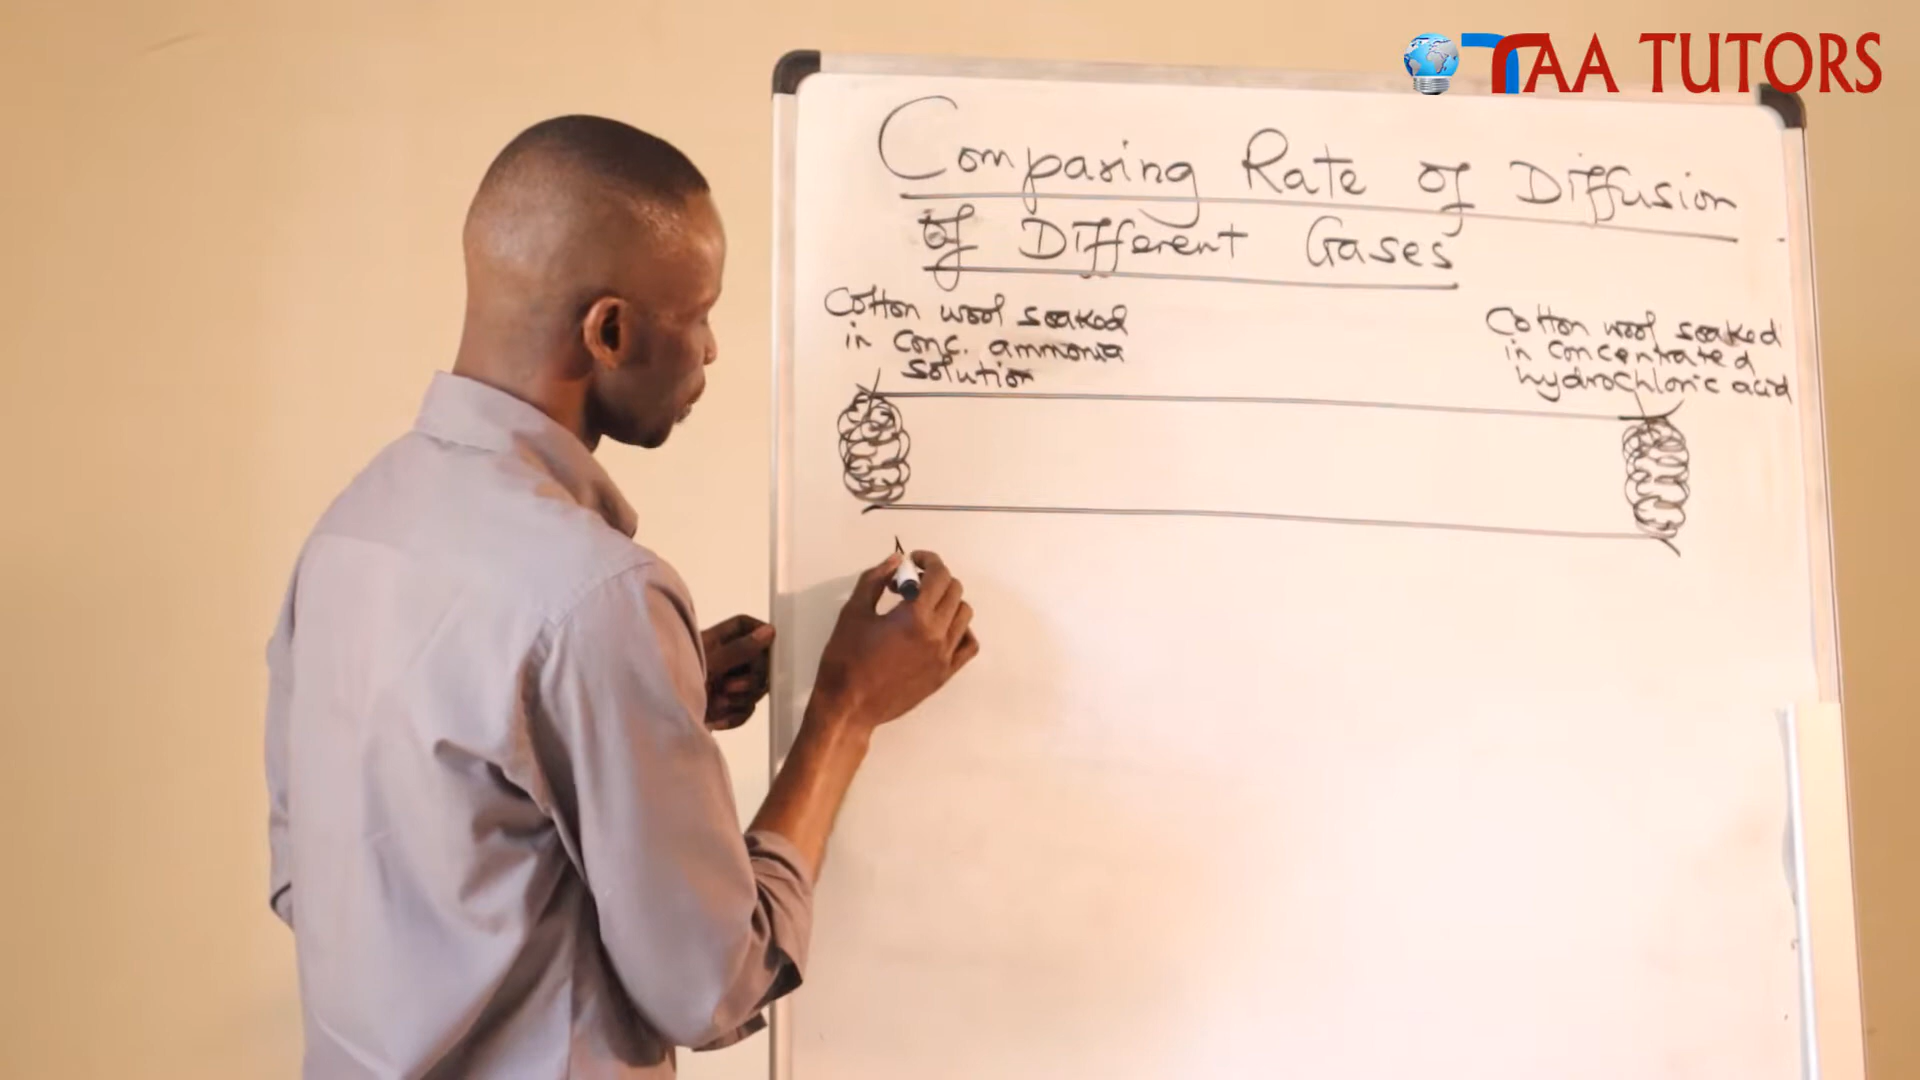 TAA TUTORS
Comparing Rate of Diffusion
of Different Gases
Cotton wool soaked
in conc. ammonia
solution
Cotton wool soaked
in concentrated
hydrochloric acid